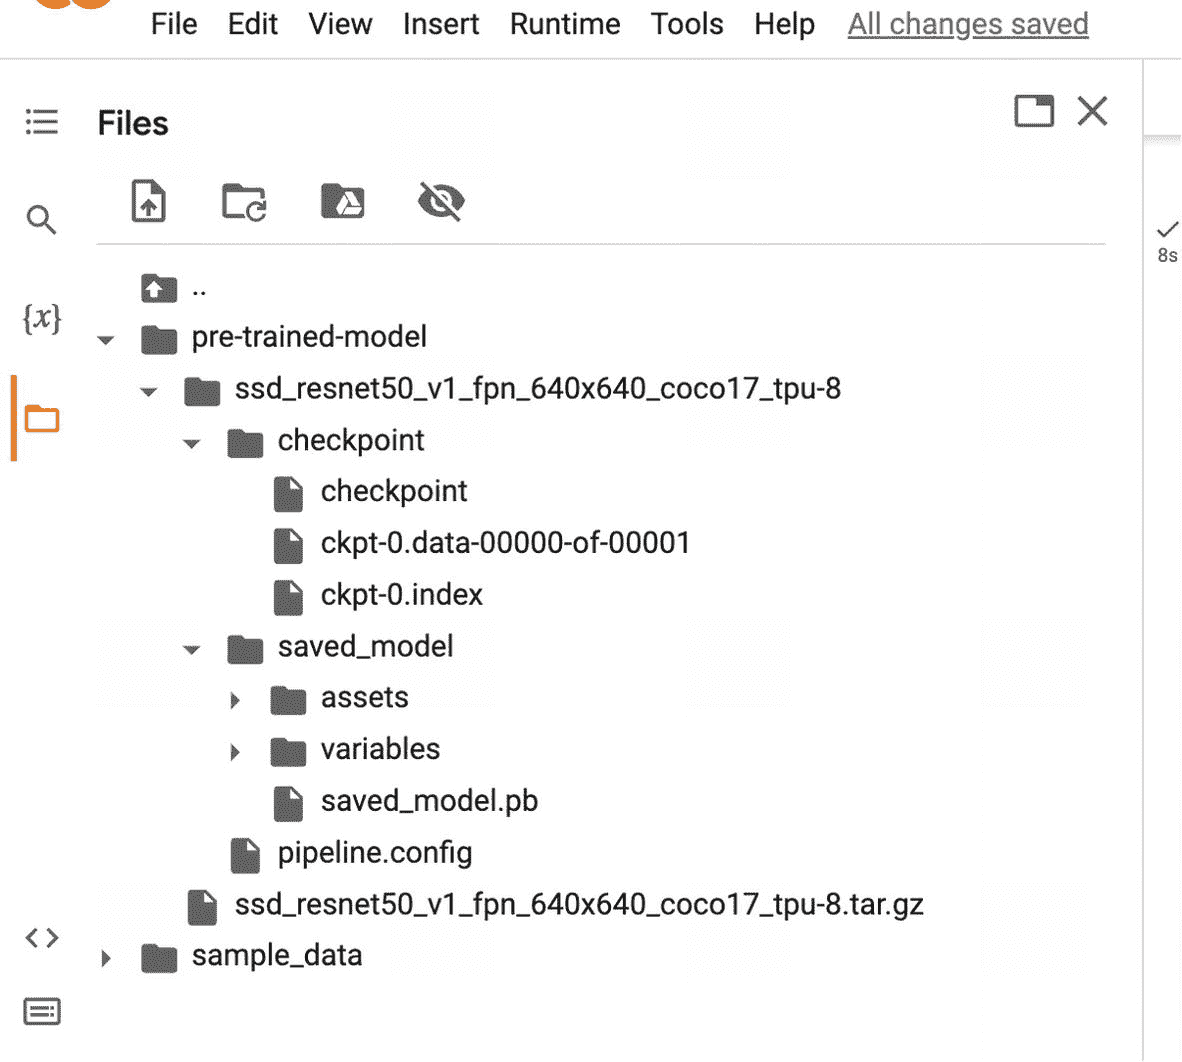 File Edit View Insert Runtime Tools Help All changes saved
Files
8s
..
{x}
pre-trained-model
ssd_resnet50_v1_fpn_640x640_coco17_tpu-8
checkpoint
checkpoint
ckpt-0.data-00000-of-00001
ckpt-0.index
saved_model
assets
variables
saved_model.pb
pipeline.config
ssd_resnet50_v1_fpn_640x640_coco17_tpu-8.tar.gz
sample_data